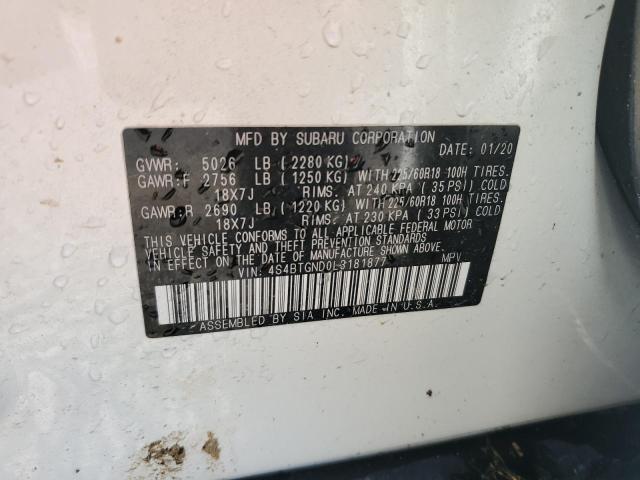 MFD BY SUBARU CORPORATION DATE: 01/20
GVWR: 5026 LB (2280 KG)
GAWR:F 2756 LB (1250 KG) WITH 225/60R18 100H TIRES.
18X7J RIMS. AT 240 KPA (35 PSI) COLD
GAWR:R 2690 LB (1220 KG) WITH 225/60R18 100H TIRES.
18X7J RIMS. AT 230 KPA (33 PSI) COLD
THIS VEHICLE CONFORMS TO ALL APPLICABLE FEDERAL MOTOR
VEHICLE SAFETY, BUMPER, AND THEFT PREVENTION STANDARDS
IN EFFECT ON THE DATE OF MANUFACTURE SHOWN ABOVE.
VIN: MPV
ASSEMBLED BY SIA INC. MADE IN U.S.A.